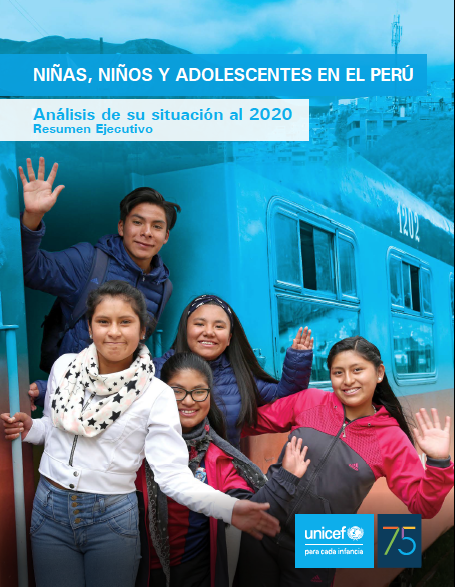 NIÑAS, NIÑOS Y ADOLESCENTES EN EL PERÚ
Análisis de su situación al 2020
Resumen Ejecutivo
1202
unicef
para cada infancia
75